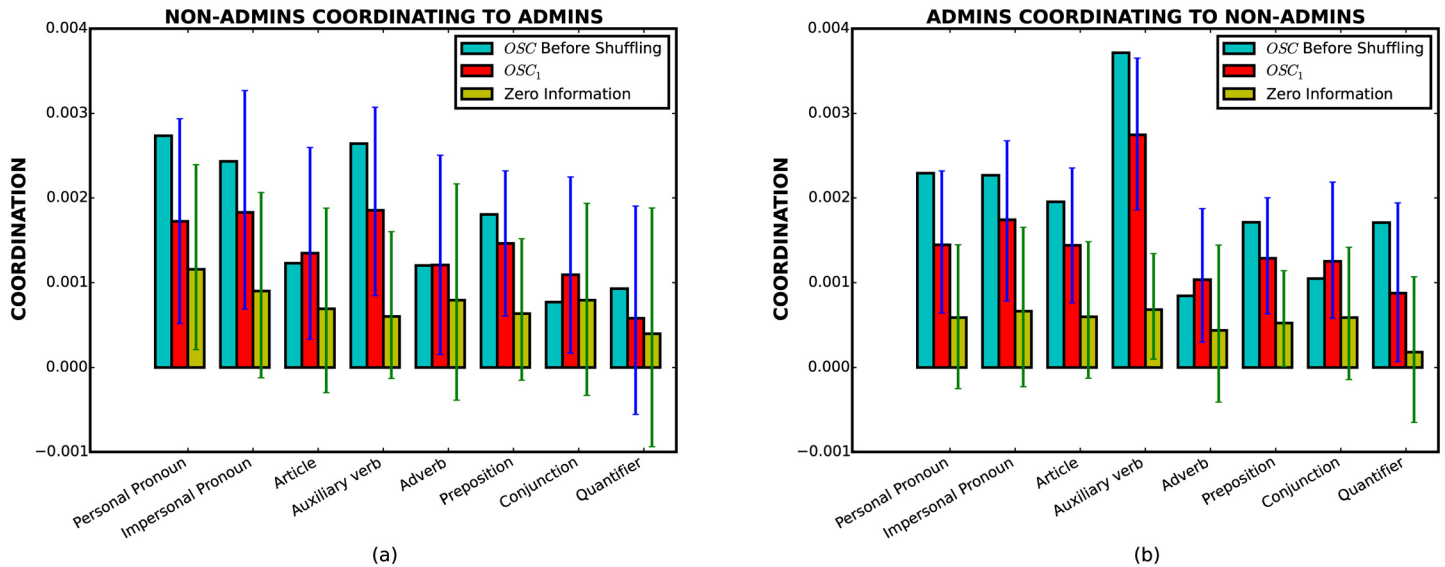 NON-ADMINS COORDINATING TO ADMINS
0.004
0.003
0.002
0.001
0.000
−0.001
COORDINATION
OSC Before Shuffling
OSC1
Zero Information
Personal Pronoun
Impersonal Pronoun
Article
Auxiliary verb
Adverb
Preposition
Conjunction
Quantifier
(a)
ADMINS COORDINATING TO NON-ADMINS
0.004
0.003
0.002
0.001
0.000
−0.001
COORDINATION
OSC Before Shuffling
OSC1
Zero Information
Personal Pronoun
Impersonal Pronoun
Article
Auxiliary verb
Adverb
Preposition
Conjunction
Quantifier
(b)